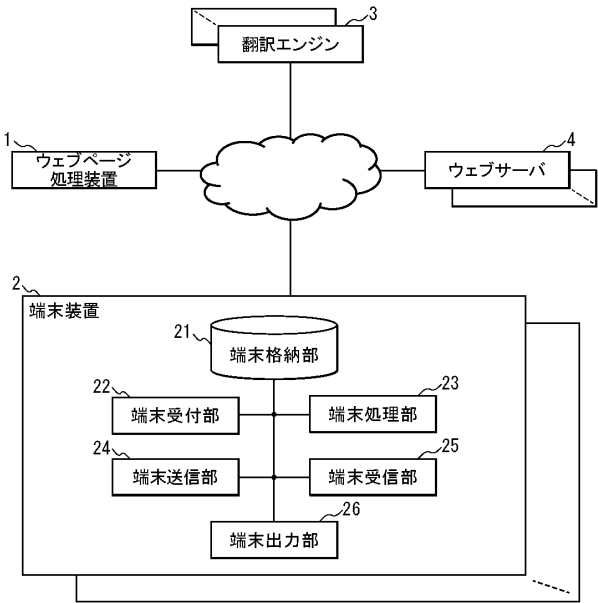 3
翻訳エンジン
1
ウェブページ
処理装置
4
ウェブサーバ
2
端末装置
21
端末格納部
22
端末受付部
23
端末処理部
24
端末送信部
25
端末受信部
26
端末出力部